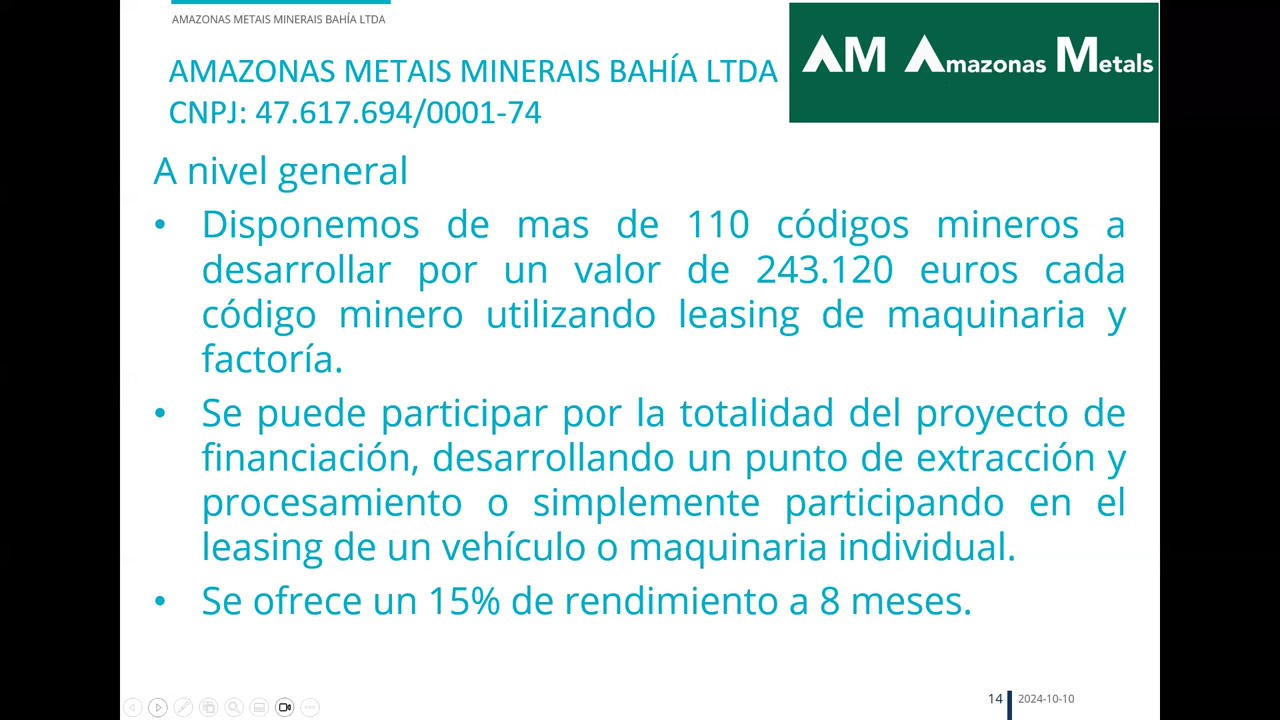 AMAZONAS METAIS MINERAIS BAHÍA LTDA
AMAZONAS METAIS MINERAIS BAHÍA LTDA
CNPJ: 47.617.694/0001-74
AM Amazonas Metals
A nivel general
• Disponemos de mas de 110 códigos mineros a
desarrollar por un valor de 243.120 euros cada
código minero utilizando leasing de maquinaria y
factoría.
• Se puede participar por la totalidad del proyecto de
financiación, desarrollando un punto de extracción y
procesamiento o simplemente participando en el
leasing de un vehículo o maquinaria individual.
• Se ofrece un 15% de rendimiento a 8 meses.
14 2024-10-10